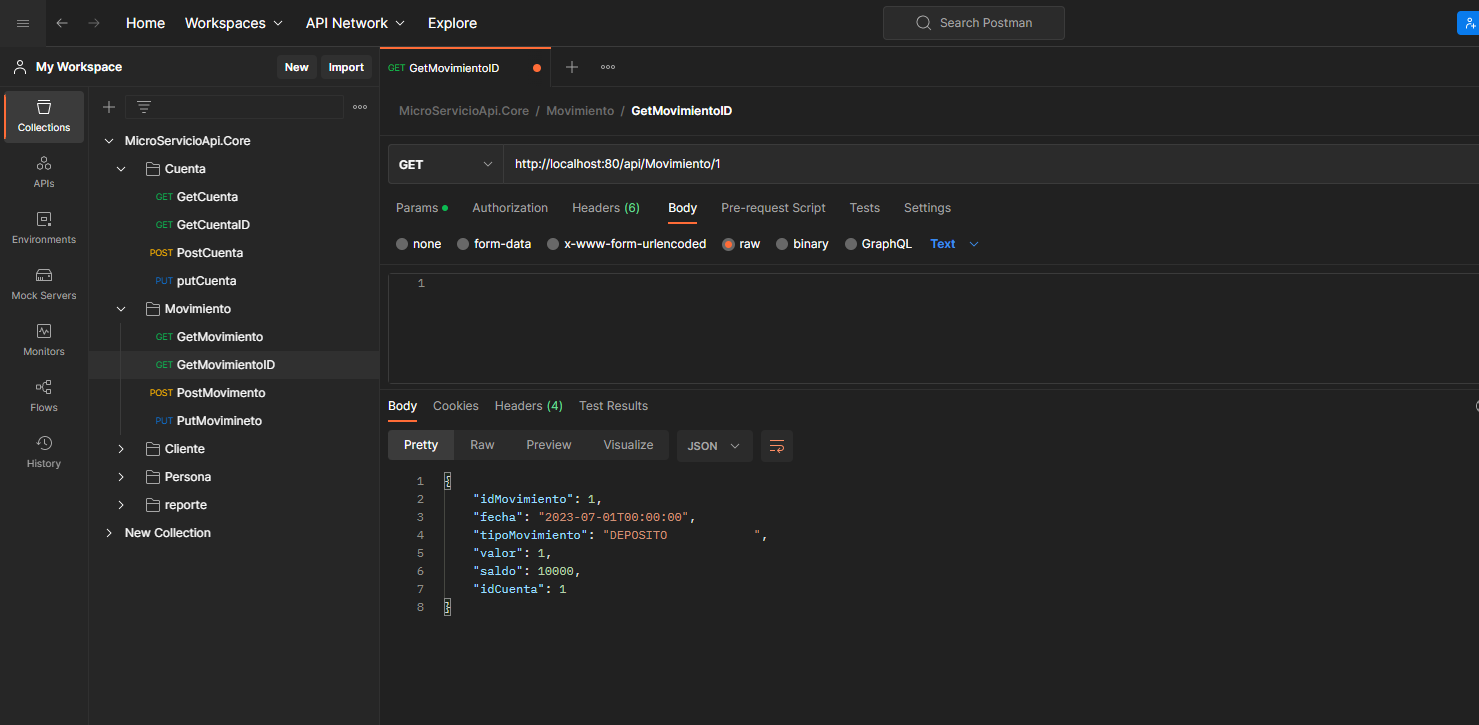 Home Workspaces API Network Explore Search Postman
My Workspace New Import
GET GetMovimientoID
Collections
APIs
Environments
Mock Servers
Monitors
Flows
History
MicroServicioApi.Core
Cuenta
GET GetCuenta
GET GetCuentaID
POST PostCuenta
PUT putCuenta
Movimiento
GET GetMovimiento
GET GetMovimientoID
POST PostMovimento
PUT PutMovimineto
Cliente
Persona
reporte
New Collection
MicroServicioApi.Core / Movimiento / GetMovimientoID
GET http://localhost:80/api/Movimiento/1
Params Authorization Headers (6) Body Pre-request Script Tests Settings
none form-data x-www-form-urlencoded raw binary GraphQL Text
1
Body Cookies Headers (4) Test Results
Pretty Raw Preview Visualize JSON
1 {
2 "idMovimiento": 1,
3 "fecha": "2023-07-01T00:00:00",
4 "tipoMovimiento": "DEPOSITO            ",
5 "valor": 1,
6 "saldo": 10000,
7 "idCuenta": 1
8 }